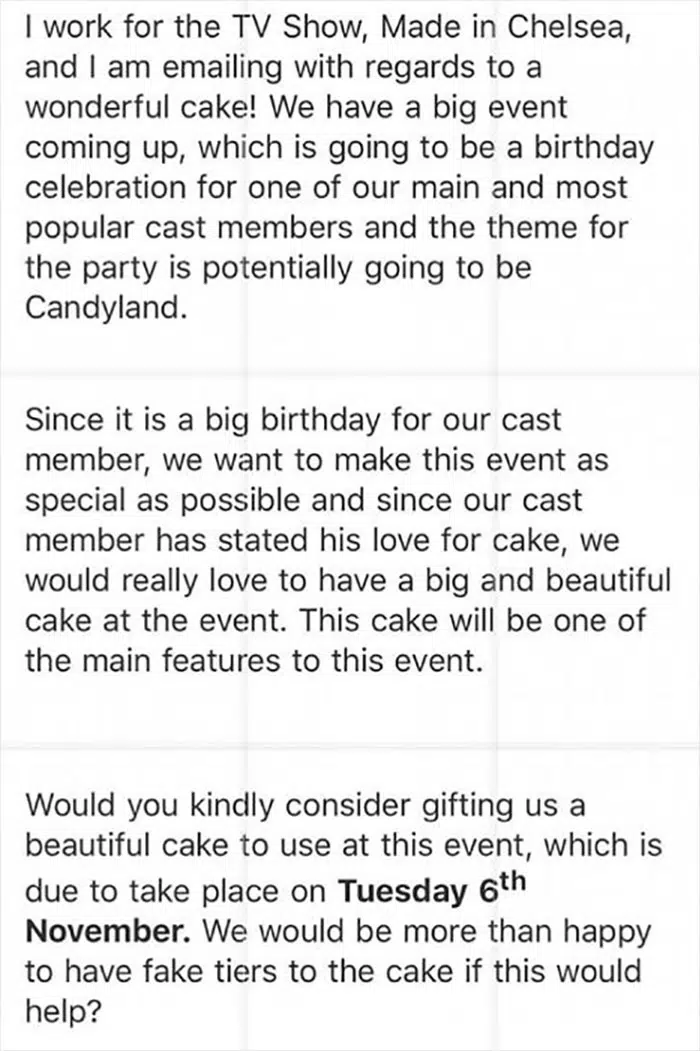 I work for the TV Show, Made in Chelsea,
and I am emailing with regards to a
wonderful cake! We have a big event
coming up, which is going to be a birthday
celebration for one of our main and most
popular cast members and the theme for
the party is potentially going to be
Candyland.
Since it is a big birthday for our cast
member, we want to make this event as
special as possible and since our cast
member has stated his love for cake, we
would really love to have a big and beautiful
cake at the event. This cake will be one of
the main features to this event.
Would you kindly consider gifting us a
beautiful cake to use at this event, which is
due to take place on Tuesday 6th
November. We would be more than happy
to have fake tiers to the cake if this would
help?